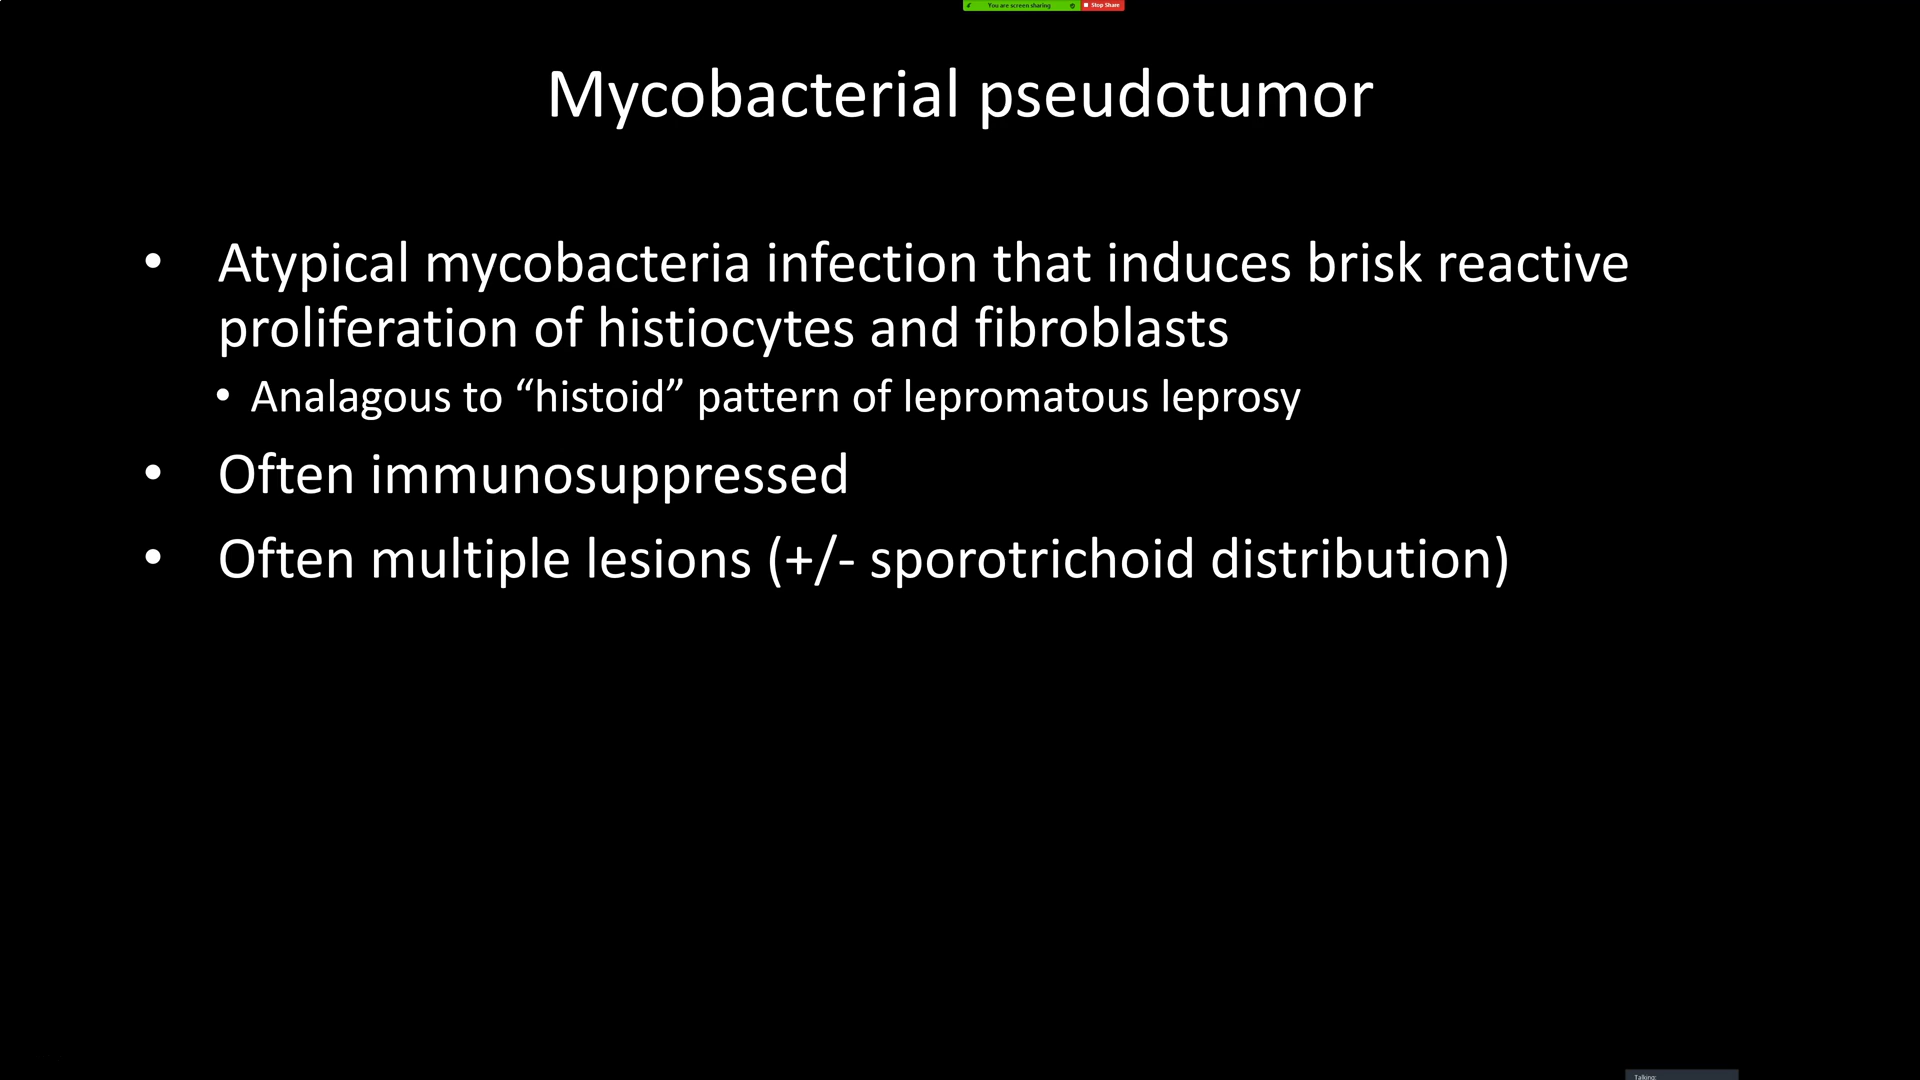 You are screen sharing
Stop Share
Mycobacterial pseudotumor
• Atypical mycobacteria infection that induces brisk reactive
proliferation of histiocytes and fibroblasts
• Analagous to “histoid” pattern of lepromatous leprosy
• Often immunosuppressed
• Often multiple lesions (+/- sporotrichoid distribution)
Talking: